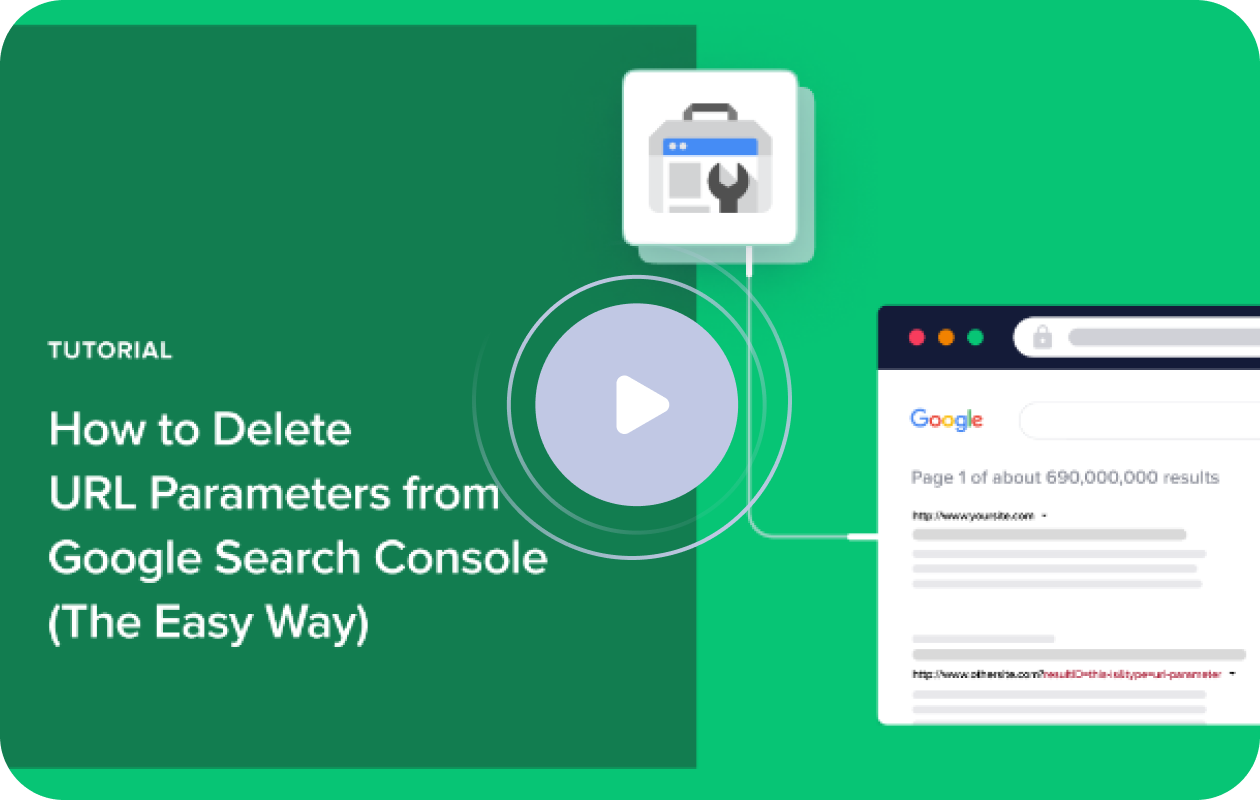 TUTORIAL
How to Delete
URL Parameters from
Google Search Console
(The Easy Way)
Google
Page 1 of about 690,000,000 results
http://www.yoursite.com
http://www.othersite.com?resultID=this-is&type=url-parameter